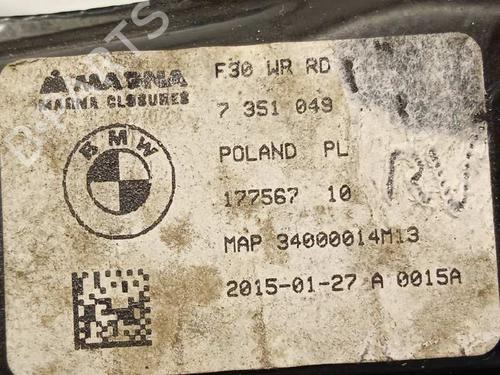 MAGNA
MAGNA CLOSURES
BMW
F30 WR RD
7 351 049
POLAND PL
177567 10
MAP 34000014M13
2015-01-27 A 0015A